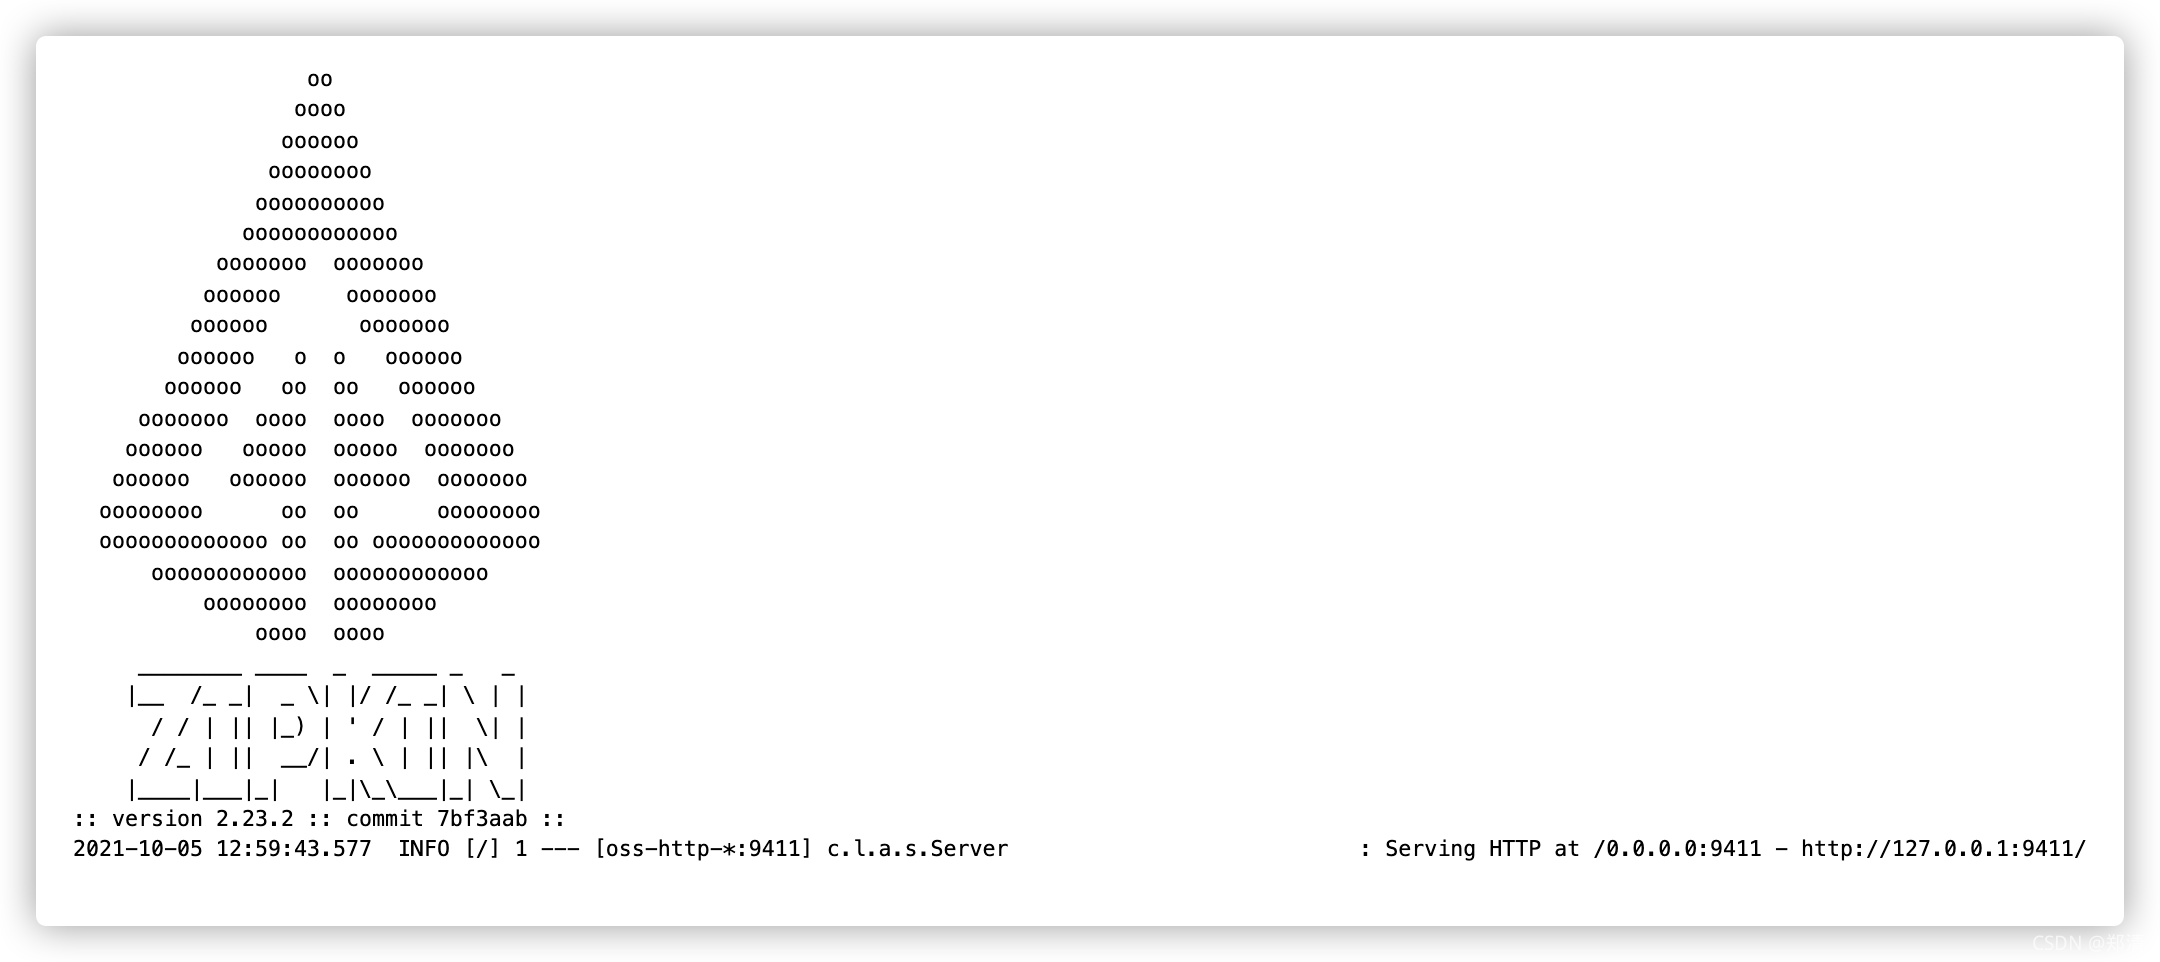 oo
                 oooo
                oooooo
               oooooooo
              oooooooooo
             oooooooooooo
           ooooooo  ooooooo
          oooooo     ooooooo
         oooooo       ooooooo
        oooooo   o  o   oooooo
       oooooo   oo  oo   oooooo
     ooooooo  oooo  oooo  ooooooo
    oooooo   ooooo  ooooo  ooooooo
   oooooo   oooooo  oooooo  ooooooo
  oooooooo      oo  oo      oooooooo
  ooooooooooooo oo  oo ooooooooooooo
      oooooooooooo  oooooooooooo
          oooooooo  oooooooo
              oooo  oooo
     ________ ____  _  _____ _   _
    |__  /_ _|  _ \| |/ /_ _| \ | |
      / / | || |_) | ' / | ||  \| |
     / /_ | ||  __/| . \ | || |\  |
    |____|___|_|   |_|\_\___|_| \_|
:: version 2.23.2 :: commit 7bf3aab ::
2021-10-05 12:59:43.577  INFO [/] 1 --- [oss-http-*:9411] c.l.a.s.Server                           : Serving HTTP at /0.0.0.0:9411 - http://127.0.0.1:9411/
CSDN